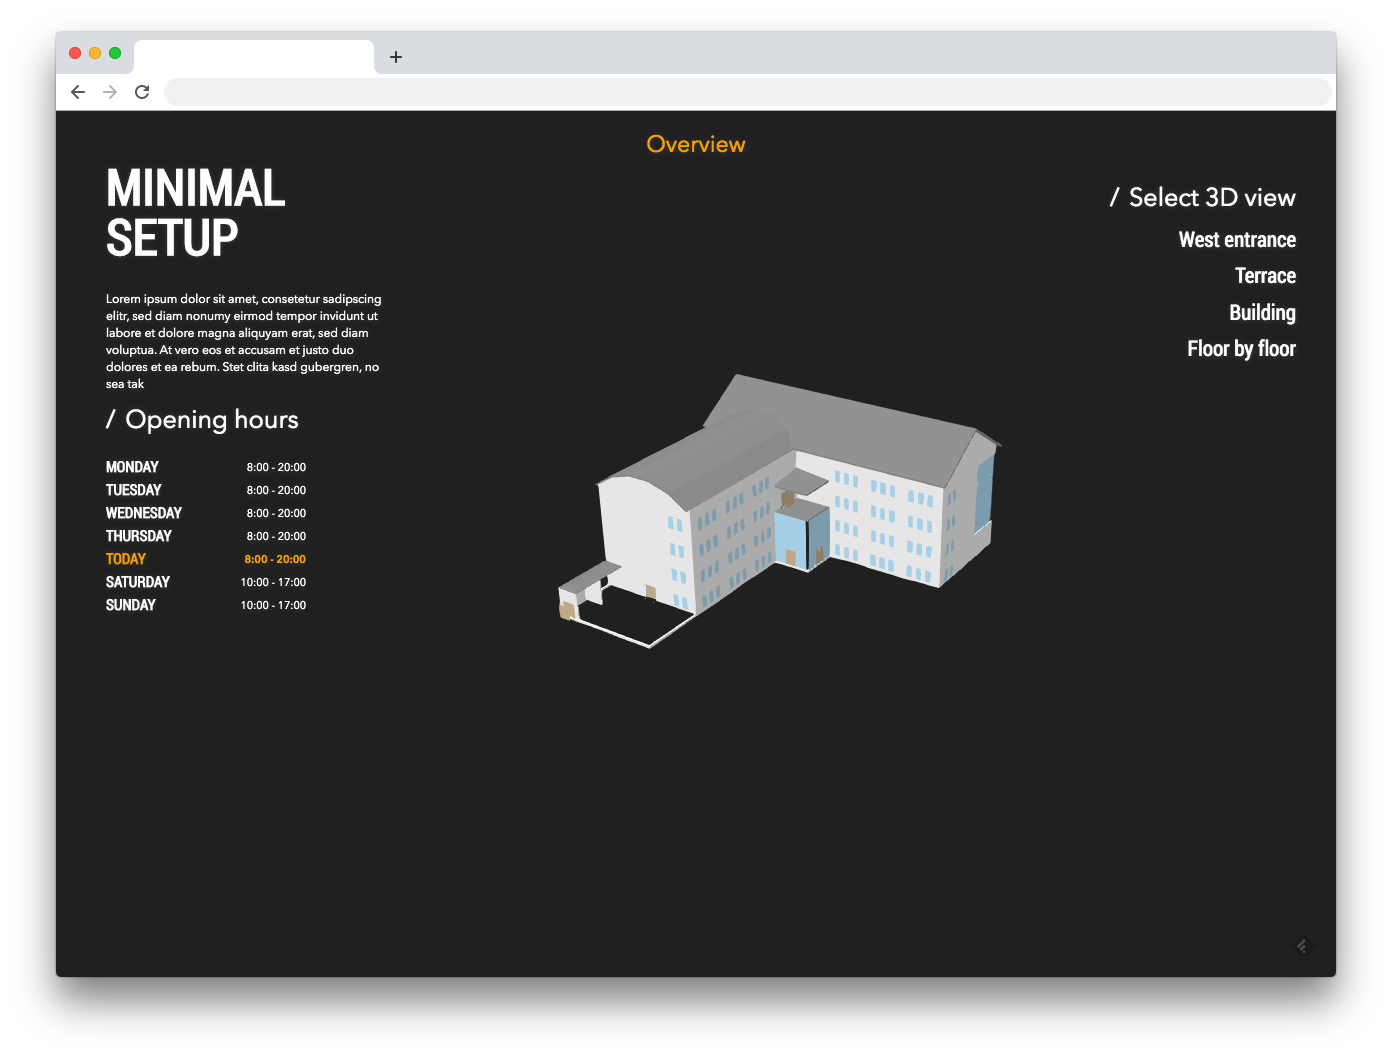 Overview
MINIMAL
SETUP
Lorem ipsum dolor sit amet, consetetur sadipscing
elitr, sed diam nonumy eirmod tempor invidunt ut
labore et dolore magna aliquyam erat, sed diam
voluptua. At vero eos et accusam et justo duo
dolores et ea rebum. Stet clita kasd gubergren, no
sea tak
/ Opening hours
MONDAY 8:00 - 20:00
TUESDAY 8:00 - 20:00
WEDNESDAY 8:00 - 20:00
THURSDAY 8:00 - 20:00
TODAY 8:00 - 20:00
SATURDAY 10:00 - 17:00
SUNDAY 10:00 - 17:00
/ Select 3D view
West entrance
Terrace
Building
Floor by floor